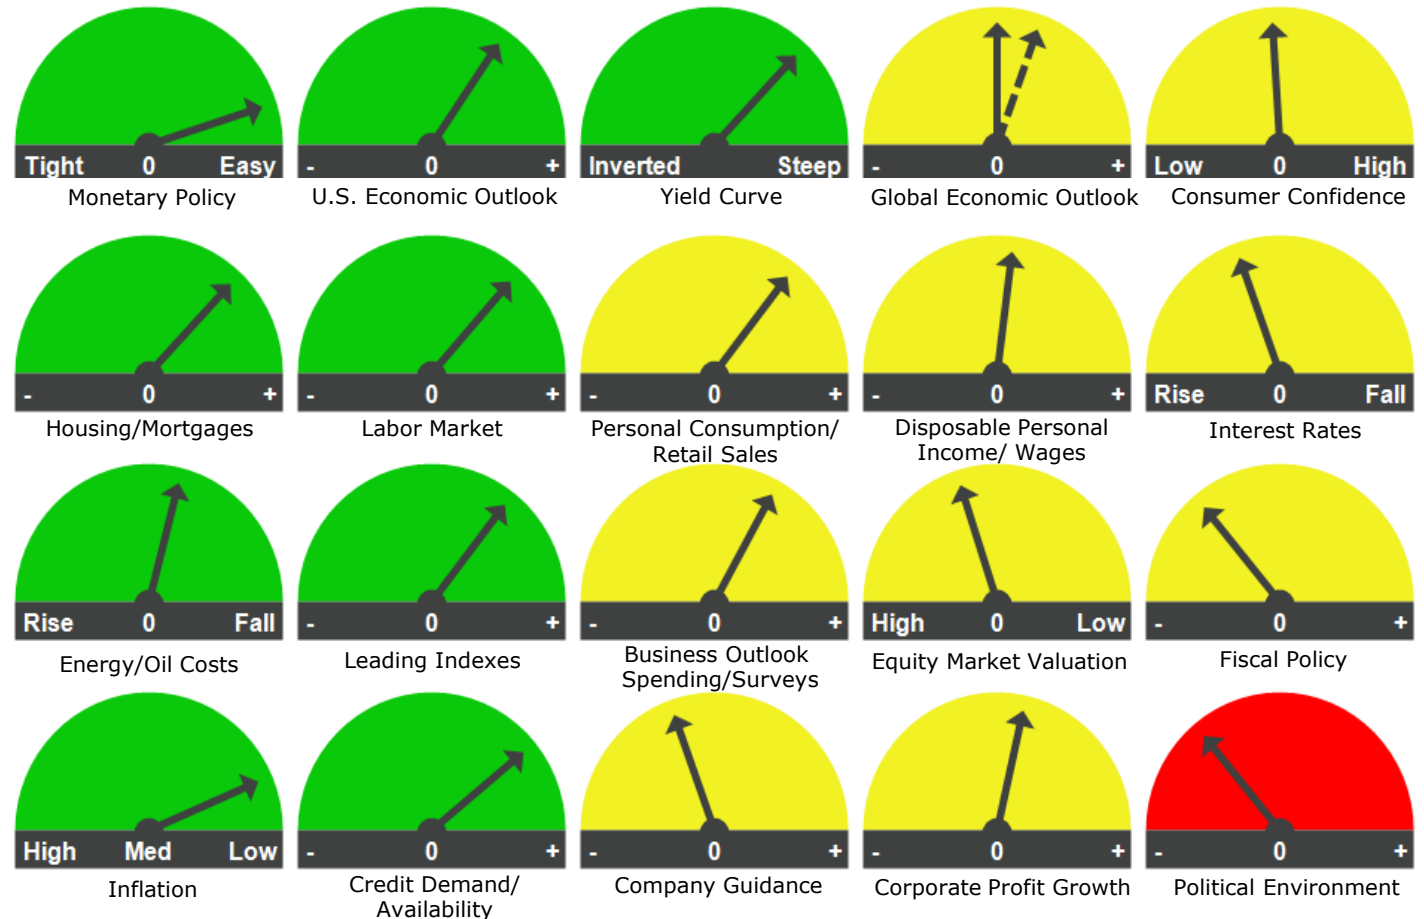 Tight 0 Easy
Monetary Policy
- 0 +
U.S. Economic Outlook
Inverted 0 Steep
Yield Curve
- 0 +
Global Economic Outlook
Low 0 High
Consumer Confidence
- 0 +
Housing/Mortgages
- 0 +
Labor Market
- 0 +
Personal Consumption/
Retail Sales
- 0 +
Disposable Personal
Income/ Wages
Rise 0 Fall
Interest Rates
Rise 0 Fall
Energy/Oil Costs
- 0 +
Leading Indexes
- 0 +
Business Outlook
Spending/Surveys
High 0 Low
Equity Market Valuation
- 0 +
Fiscal Policy
High Med Low
Inflation
- 0 +
Credit Demand/
Availability
- 0 +
Company Guidance
- 0 +
Corporate Profit Growth
- 0 +
Political Environment